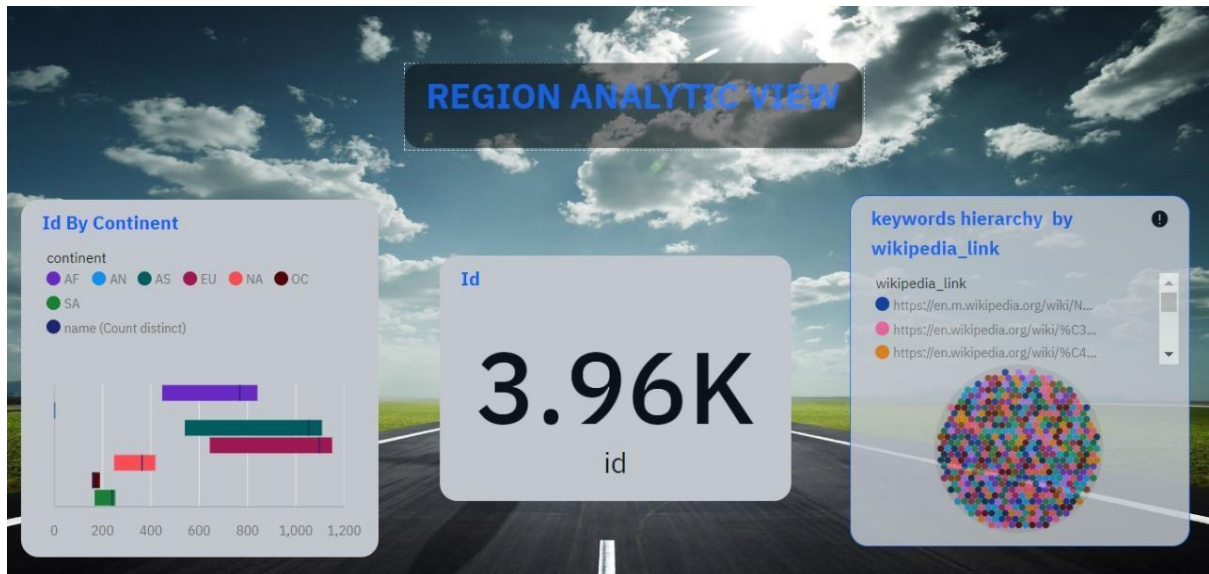 REGION ANALYTIC VIEW
Id By Continent
continent
AF AN AS EU NA OC
SA
name (Count distinct)
0 200 400 600 800 1,000 1,200
Id
3.96K
id
keywords hierarchy by
wikipedia_link
wikipedia_link
https://en.m.wikipedia.org/wiki/N...
https://en.wikipedia.org/wiki/%C3...
https://en.wikipedia.org/wiki/%C4...